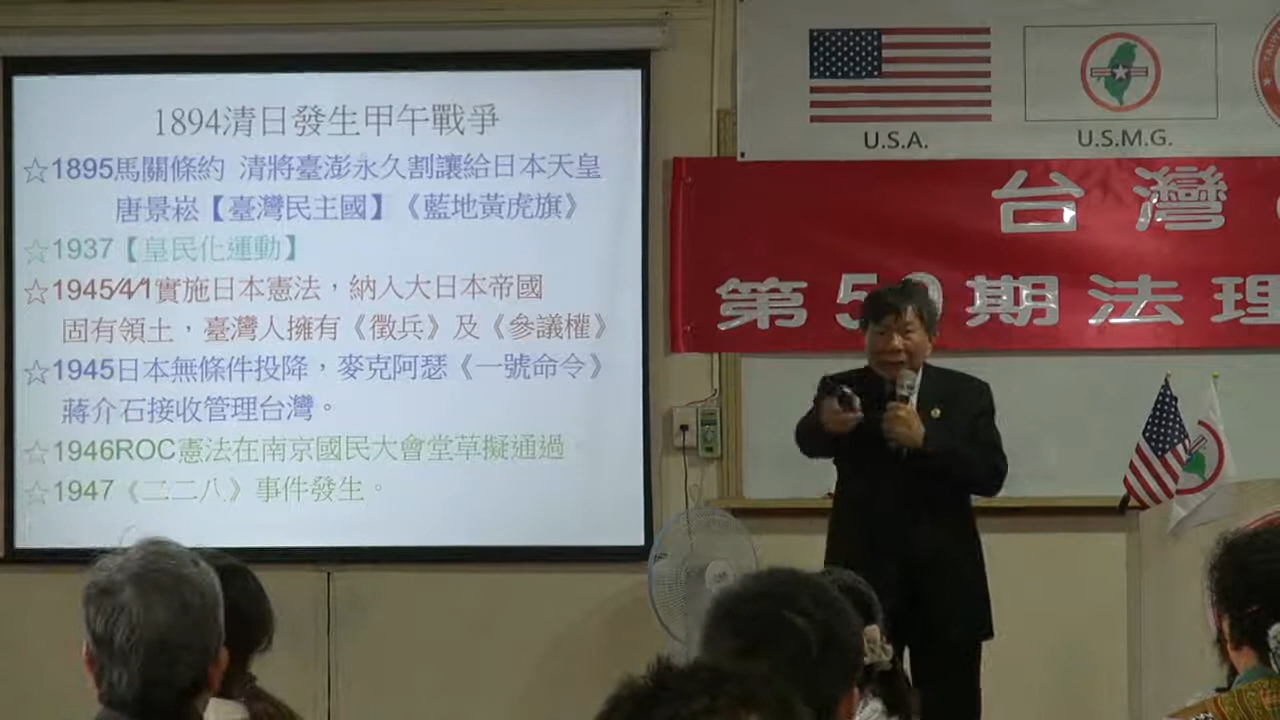 1894清日發生甲午戰爭
☆1895馬關條約 清將臺澎永久割讓給日本天皇
唐景崧【臺灣民主國】《藍地黃虎旗》
☆1937【皇民化運動】
☆1945/4/1實施日本憲法，納入大日本帝國
固有領土，臺灣人擁有《徵兵》及《參議權》
☆1945日本無條件投降，麥克阿瑟《一號命令》
蔣介石接收管理台灣。
☆1946ROC憲法在南京國民大會堂草擬通過
☆1947《二二八》事件發生。
U.S.A.
U.S.M.G.
台灣
第5 期法理